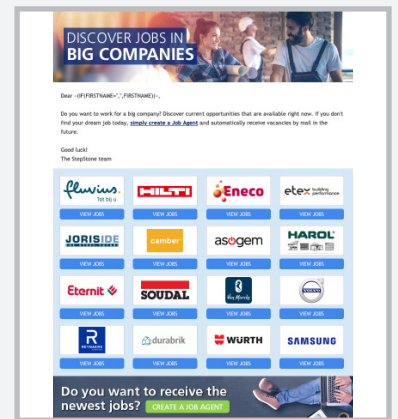 DISCOVER JOBS IN
BIG COMPANIES
Dear ~(IF(FIRSTNAME="","",FIRSTNAME))~,
Do you want to work for a big company? Discover current opportunities that are available right now. If you don't
find your dream job today, simply create a Job Agent and automatically receive vacancies by mail in the
future.
Good luck!
The StepStone team
fluvius. HILTI Eneco etex building
Tot bij u performance
VIEW JOBS VIEW JOBS VIEW JOBS VIEW JOBS
JORISIDE camber asogem HAROL
VIEW JOBS VIEW JOBS VIEW JOBS VIEW JOBS
Eternit SOUDAL Van Marcke VOLVO
VIEW JOBS VIEW JOBS VIEW JOBS VIEW JOBS
R durabrik WÜRTH SAMSUNG
VIEW JOBS VIEW JOBS VIEW JOBS VIEW JOBS
Do you want to receive the
newest jobs? CREATE A JOB AGENT